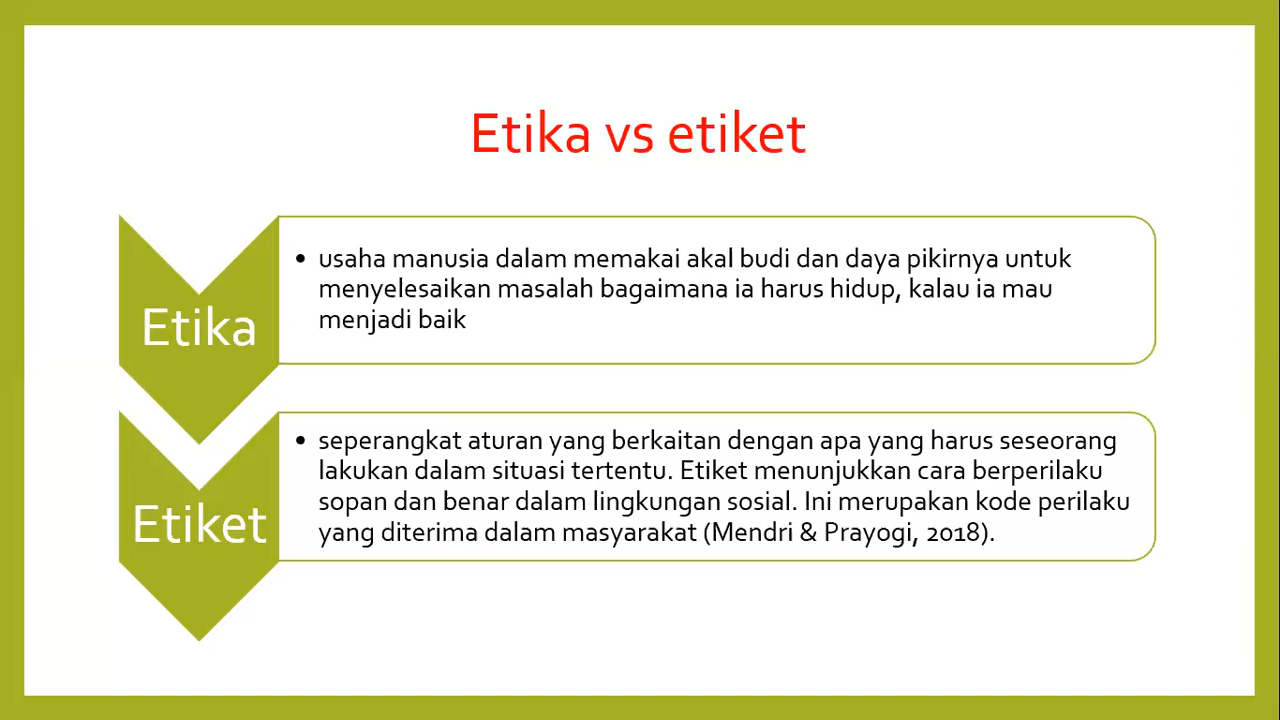 Etika vs etiket
Etika
• usaha manusia dalam memakai akal budi dan daya pikirnya untuk
menyelesaikan masalah bagaimana ia harus hidup, kalau ia mau
menjadi baik
Etiket
• seperangkat aturan yang berkaitan dengan apa yang harus seseorang
lakukan dalam situasi tertentu. Etiket menunjukkan cara berperilaku
sopan dan benar dalam lingkungan sosial. Ini merupakan kode perilaku
yang diterima dalam masyarakat (Mendri & Prayogi, 2018).